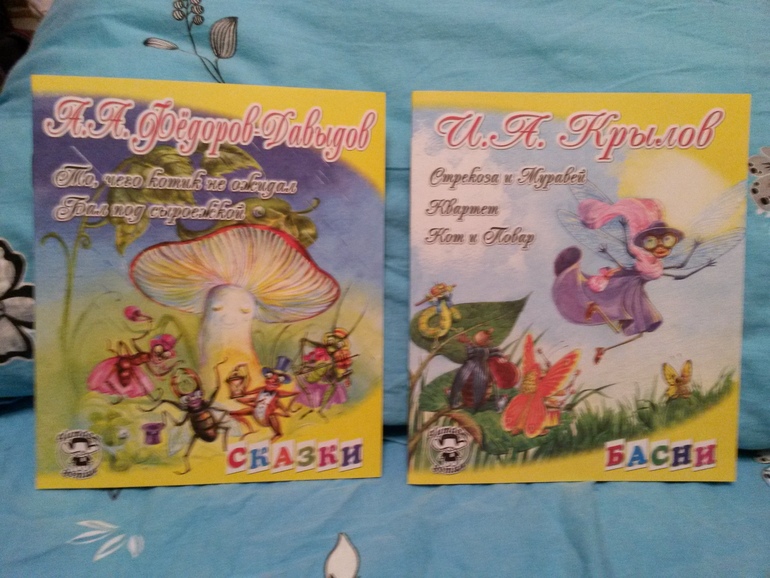 А.А. Фёдоров-Давыдов
То, чего котик не ожидал
Бал под сыроежкой
СКАЗКИ
И.А. Крылов
Стрекоза и Муравей
Квартет
Кот и Повар
БАСНИ